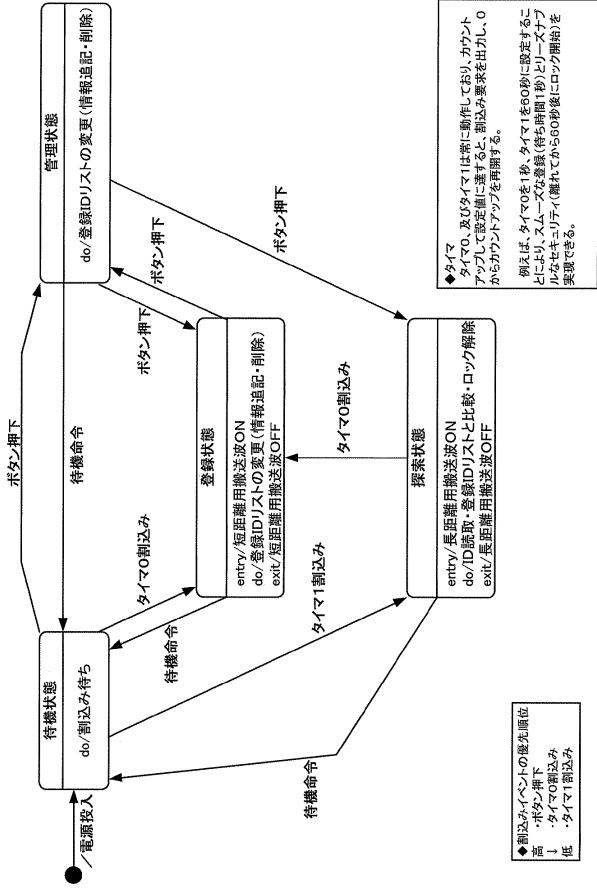 /電源投入
待機状態
do/割込み待ち
ボタン押下
待機命令
管理状態
do/登録IDリストの変更(情報追記・削除)
タイマ0割込み
待機命令
ボタン押下
ボタン押下
登録状態
entry/短距離用搬送波ON
do/登録IDリストの変更(情報追記・削除)
exit/短距離用搬送波OFF
タイマ1割込み
タイマ0割込み
ボタン押下
待機命令
探索状態
entry/長距離用搬送波ON
do/ID読取・登録IDリストと比較・ロック解除
exit/長距離用搬送波OFF
◆割込みイベントの優先順位
高 ・ボタン押下
↓ ・タイマ0割込み
低 ・タイマ1割込み
◆タイマ
タイマ0、及びタイマ1は常に動作しており、カウント
アップして設定値に達すると、割込み要求を出力し、0
からカウントアップを再開する。
例えば、タイマ0を1秒、タイマ1を60秒に設定するこ
とにより、スムーズな登録(待ち時間1秒)とリーズナブ
ルなセキュリティ(離れてから60秒後にロック開始)を
実現できる。